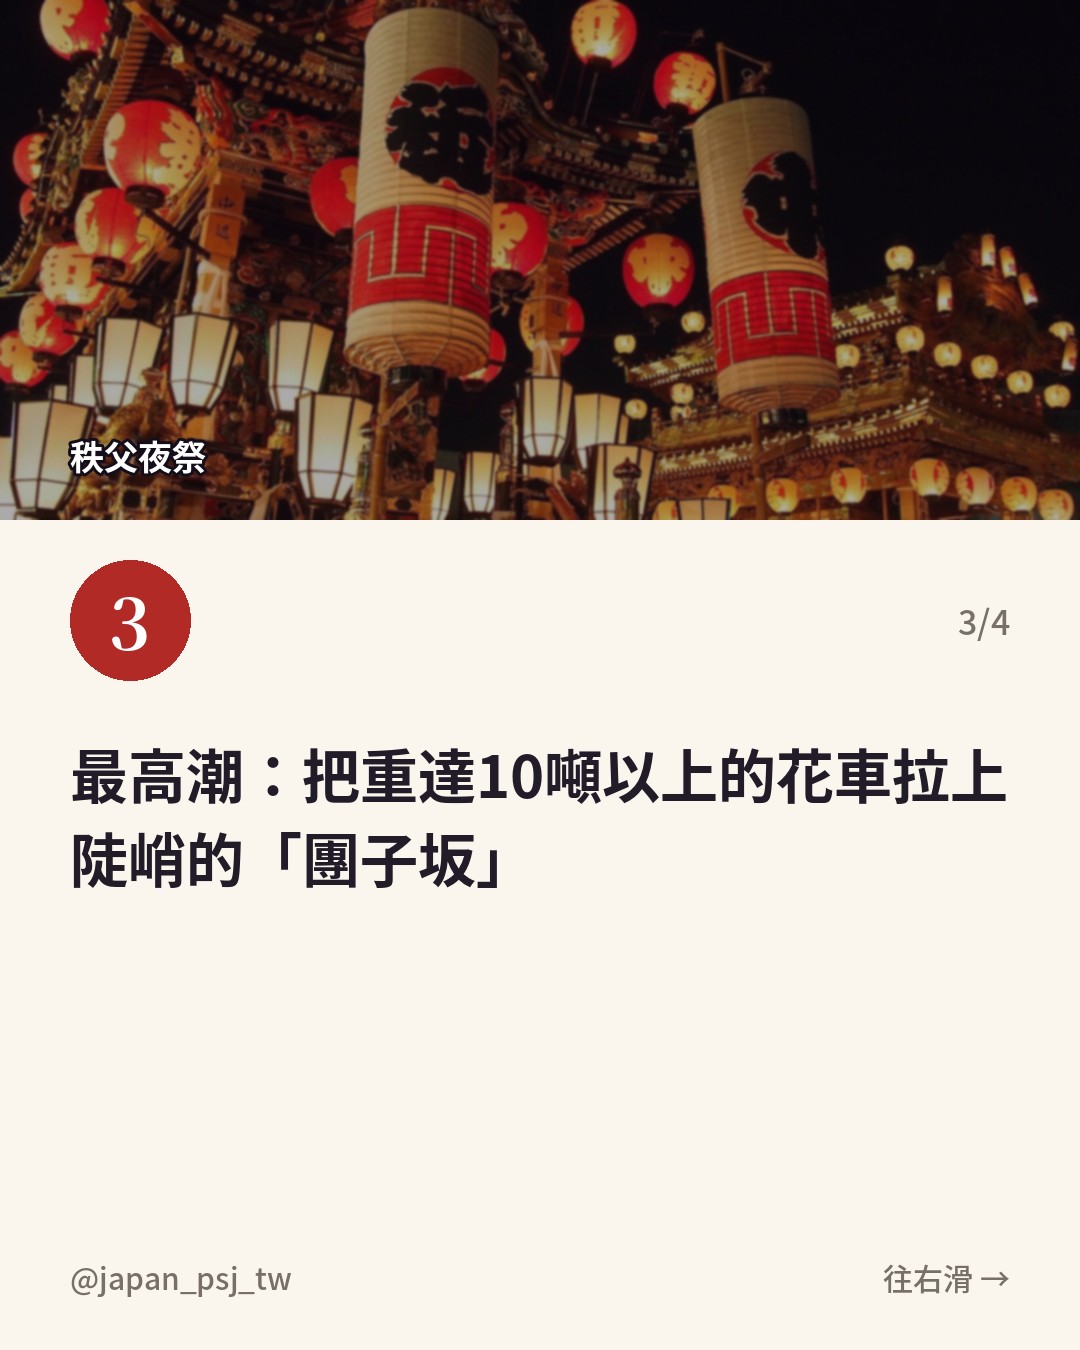 秩父夜祭
3
3/4
最高潮：把重達10噸以上的花車拉上
陡峭的「團子坂」
@japan_psj_tw
往右滑 →